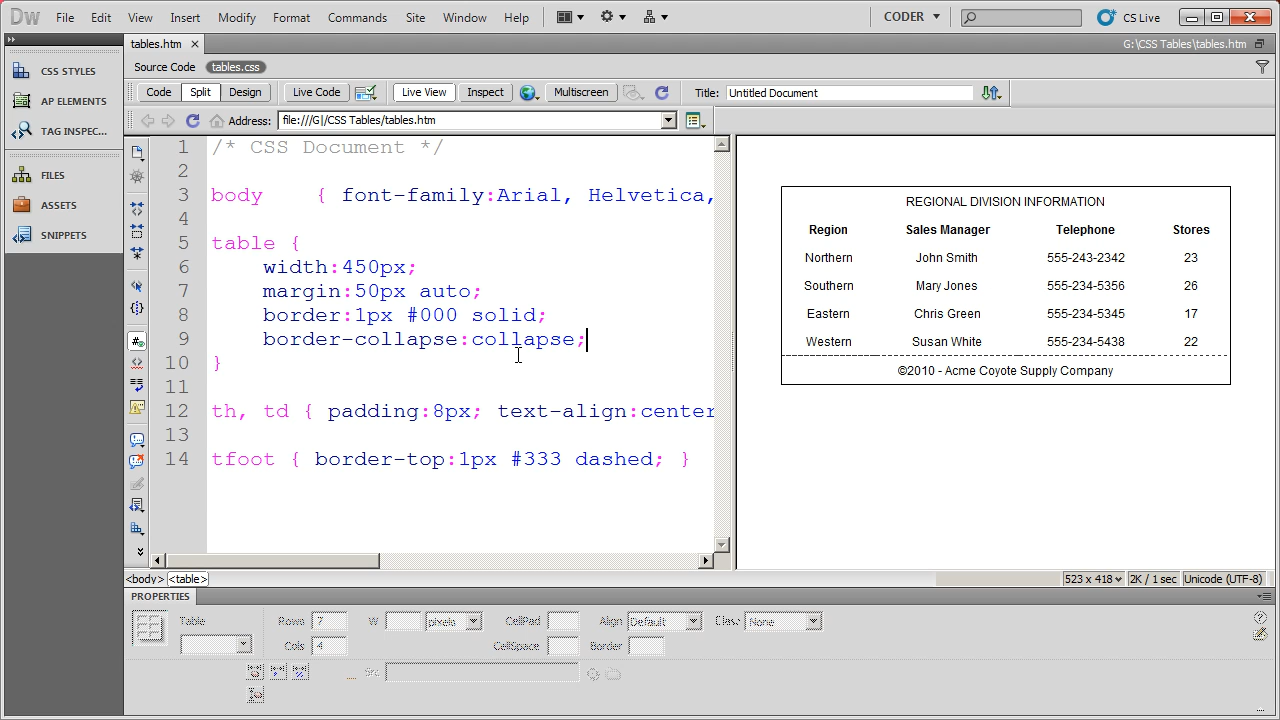 Dw File Edit View Insert Modify Format Commands Site Window Help CODER CS Live
tables.htm × G:\CSS Tables\tables.htm
Source Code tables.css
Code Split Design Live Code Live View Inspect Multiscreen Title: Untitled Document
Address: file:///G|/CSS Tables/tables.htm
CSS STYLES
AP ELEMENTS
TAG INSPEC...
FILES
ASSETS
SNIPPETS
1 /* CSS Document */
2
3 body { font-family:Arial, Helvetica,
4
5 table {
6 width:450px;
7 margin:50px auto;
8 border:1px #000 solid;
9 border-collapse:collapse;
10 }
11
12 th, td { padding:8px; text-align:center
13
14 tfoot { border-top:1px #333 dashed; }
REGIONAL DIVISION INFORMATION
Region Sales Manager Telephone Stores
Northern John Smith 555-243-2342 23
Southern Mary Jones 555-234-5356 26
Eastern Chris Green 555-234-5345 17
Western Susan White 555-234-5438 22
©2010 - Acme Coyote Supply Company
<body> <table> 523 x 418 2K / 1 sec Unicode (UTF-8)
PROPERTIES
Table Rows 7 W pixels CellPad Align Default Class None
Cols 4 CellSpace Border
Src